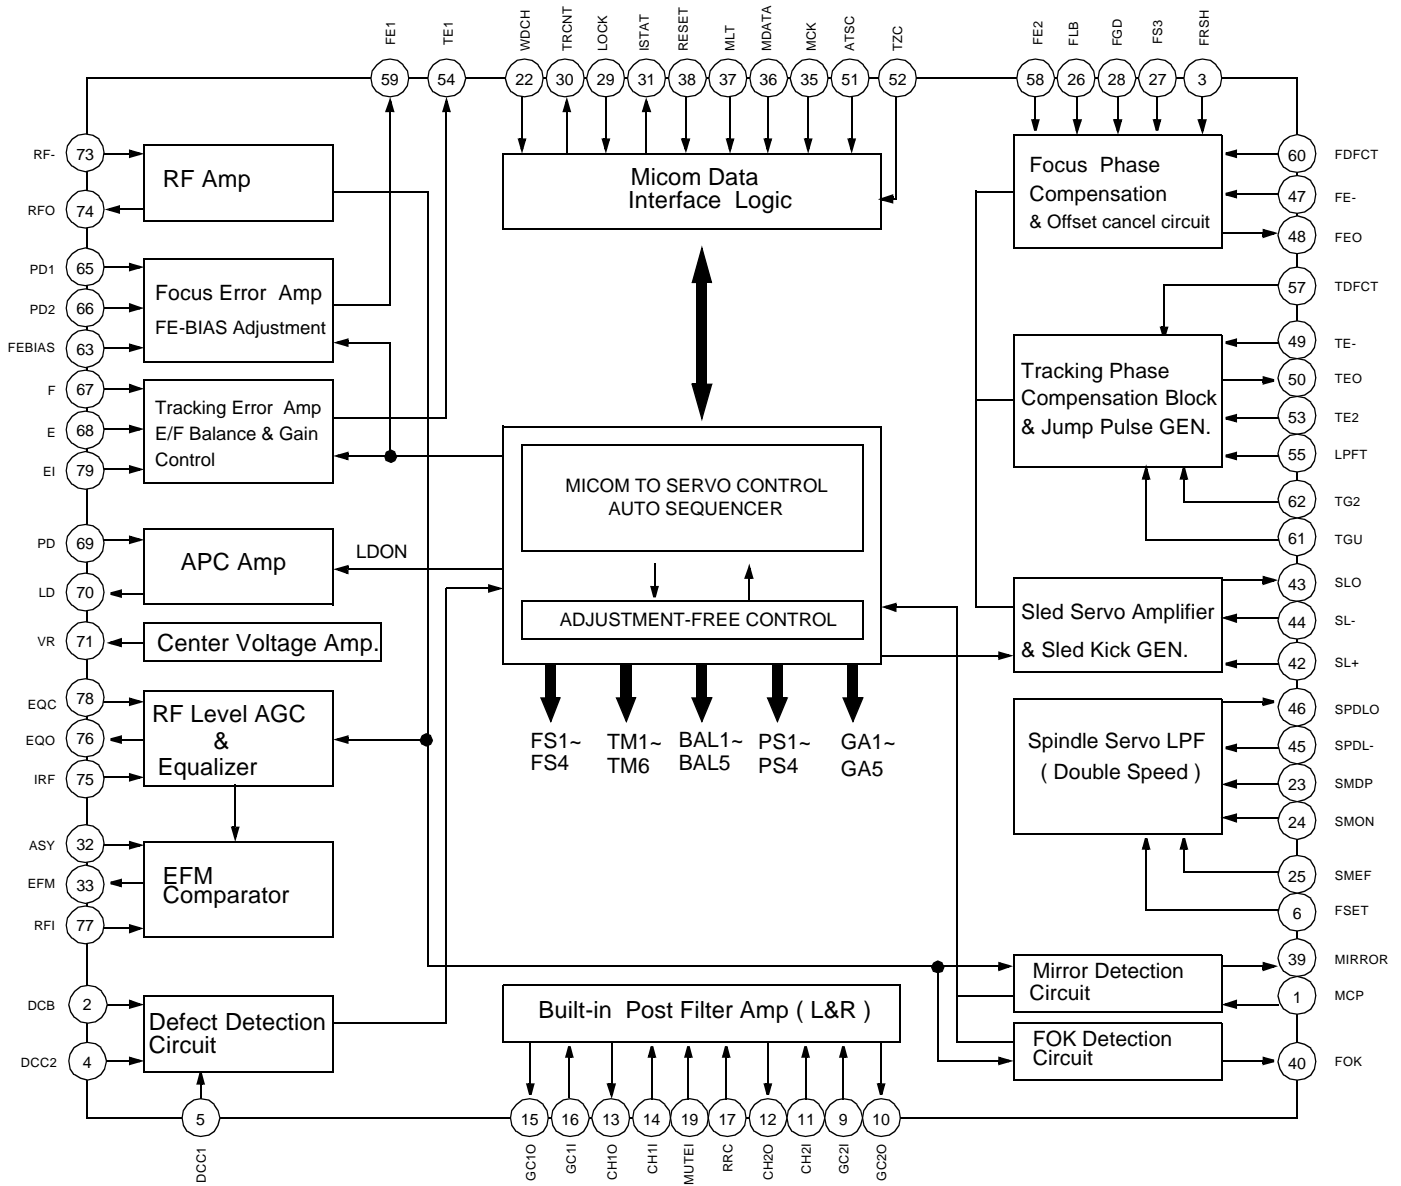 FE1
TE1
WDCH
TRCNT
LOCK
ISTAT
RESET
MLT
MDATA
MCK
ATSC
TZC
FE2
FLB
FGD
FS3
FRSH
59
54
22
30
29
31
38
37
36
35
51
52
58
26
28
27
3
RF- 73
RFO 74
PD1 65
PD2 66
FEBIAS 63
F 67
E 68
EI 79
PD 69
LD 70
VR 71
EQC 78
EQO 76
IRF 75
ASY 32
EFM 33
RFI 77
DCB 2
DCC2 4
RF Amp
Focus Error Amp
FE-BIAS Adjustment
Tracking Error Amp
E/F Balance & Gain
Control
APC Amp
LDON
Center Voltage Amp.
RF Level AGC
&
Equalizer
EFM
Comparator
Defect Detection
Circuit
Micom Data
Interface Logic
MICOM TO SERVO CONTROL
AUTO SEQUENCER
ADJUSTMENT-FREE CONTROL
FS1~
FS4
TM1~
TM6
BAL1~
BAL5
PS1~
PS4
GA1~
GA5
Built-in Post Filter Amp ( L&R )
Focus Phase
Compensation
& Offset cancel circuit
Tracking Phase
Compensation Block
& Jump Pulse GEN.
Sled Servo Amplifier
& Sled Kick GEN.
Spindle Servo LPF
( Double Speed )
Mirror Detection
Circuit
FOK Detection
Circuit
60 FDFCT
47 FE-
48 FEO
57 TDFCT
49 TE-
50 TEO
53 TE2
55 LPFT
62 TG2
61 TGU
43 SLO
44 SL-
42 SL+
46 SPDLO
45 SPDL-
23 SMDP
24 SMON
25 SMEF
6 FSET
39 MIRROR
1 MCP
40 FOK
5
15
16
13
14
19
17
12
11
9
10
DCC1
GC1O
GC1I
CH1O
CH1I
MUTEI
RRC
CH2O
CH2I
GC2I
GC2O